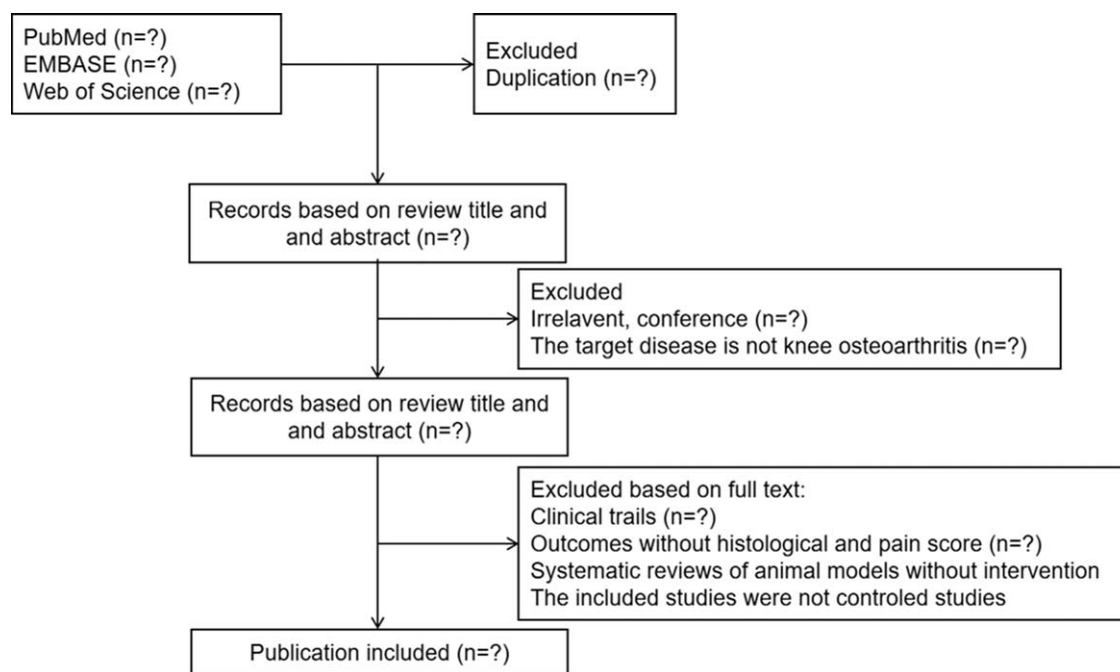 PubMed (n=?)
EMBASE (n=?)
Web of Science (n=?)
Excluded
Duplication (n=?)
Records based on review title and
and abstract (n=?)
Excluded
Irrelavent, conference (n=?)
The target disease is not knee osteoarthritis (n=?)
Records based on review title and
and abstract (n=?)
Excluded based on full text:
Clinical trails (n=?)
Outcomes without histological and pain score (n=?)
Systematic reviews of animal models without intervention
The included studies were not controled studies
Publication included (n=?)